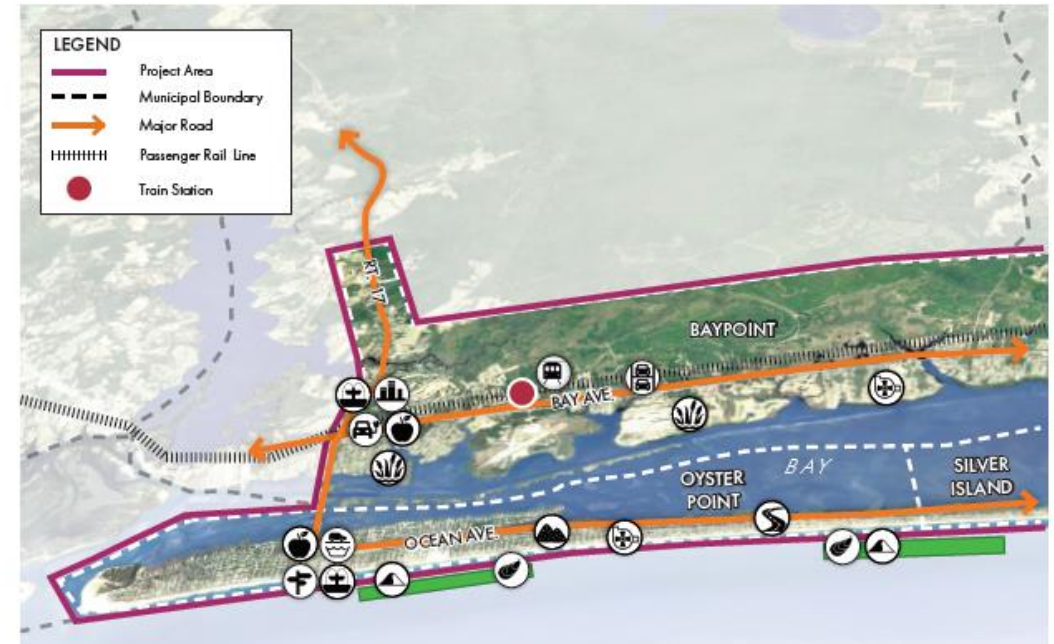 LEGEND
Project Area
Municipal Boundary
Major Road
Passenger Rail Line
Train Station
RT. 17
BAYPOINT
BAY AVE.
BAY
OYSTER
POINT
SILVER
ISLAND
OCEAN AVE.